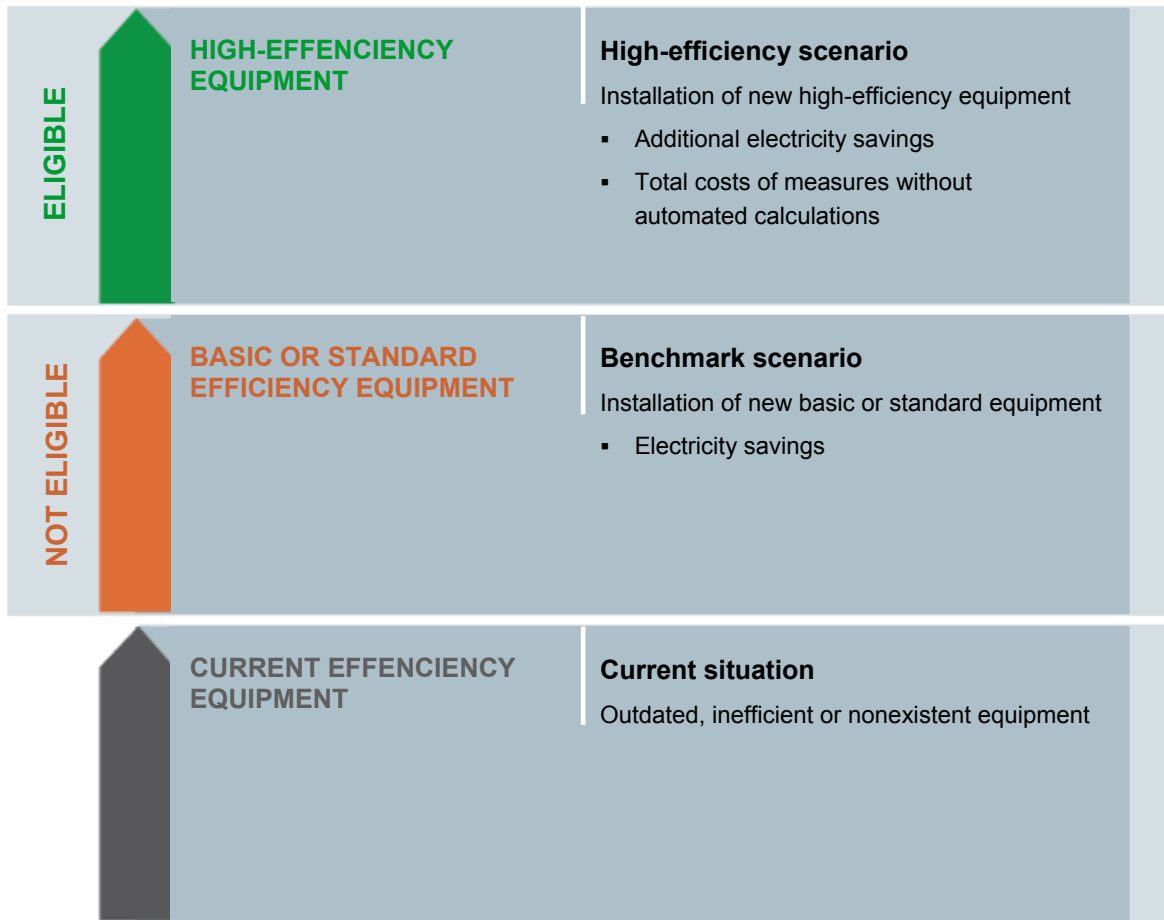 ELIGIBLE
HIGH-EFFENCIENCY
EQUIPMENT
High-efficiency scenario
Installation of new high-efficiency equipment
▪ Additional electricity savings
▪ Total costs of measures without
automated calculations
NOT ELIGIBLE
BASIC OR STANDARD
EFFICIENCY EQUIPMENT
Benchmark scenario
Installation of new basic or standard equipment
▪ Electricity savings
CURRENT EFFENCIENCY
EQUIPMENT
Current situation
Outdated, inefficient or nonexistent equipment